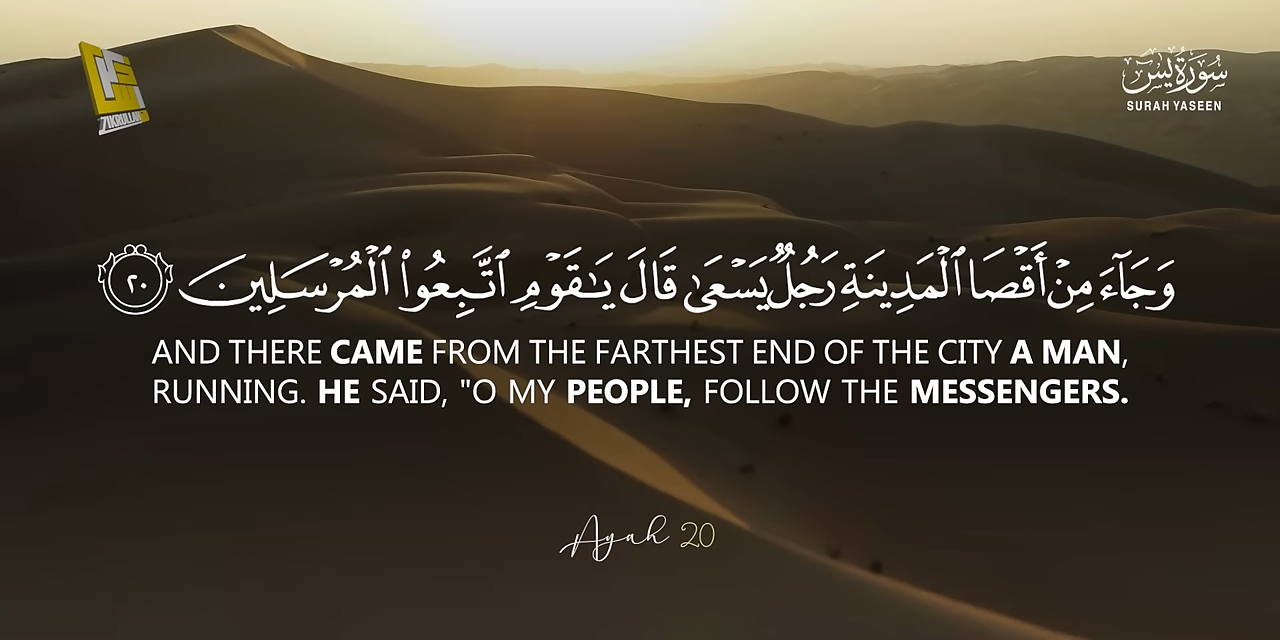 ZIKRULLAH
سُورَةُ يٰسٓ
SURAH YASEEN
وَجَآءَ مِنْ أَقْصَا ٱلْمَدِينَةِ رَجُلٌ يَسْعَىٰ قَالَ يَـٰقَوْمِ ٱتَّبِعُوا۟ ٱلْمُرْسَلِينَ ٢٠
AND THERE CAME FROM THE FARTHEST END OF THE CITY A MAN,
RUNNING. HE SAID, "O MY PEOPLE, FOLLOW THE MESSENGERS.
Ayah 20